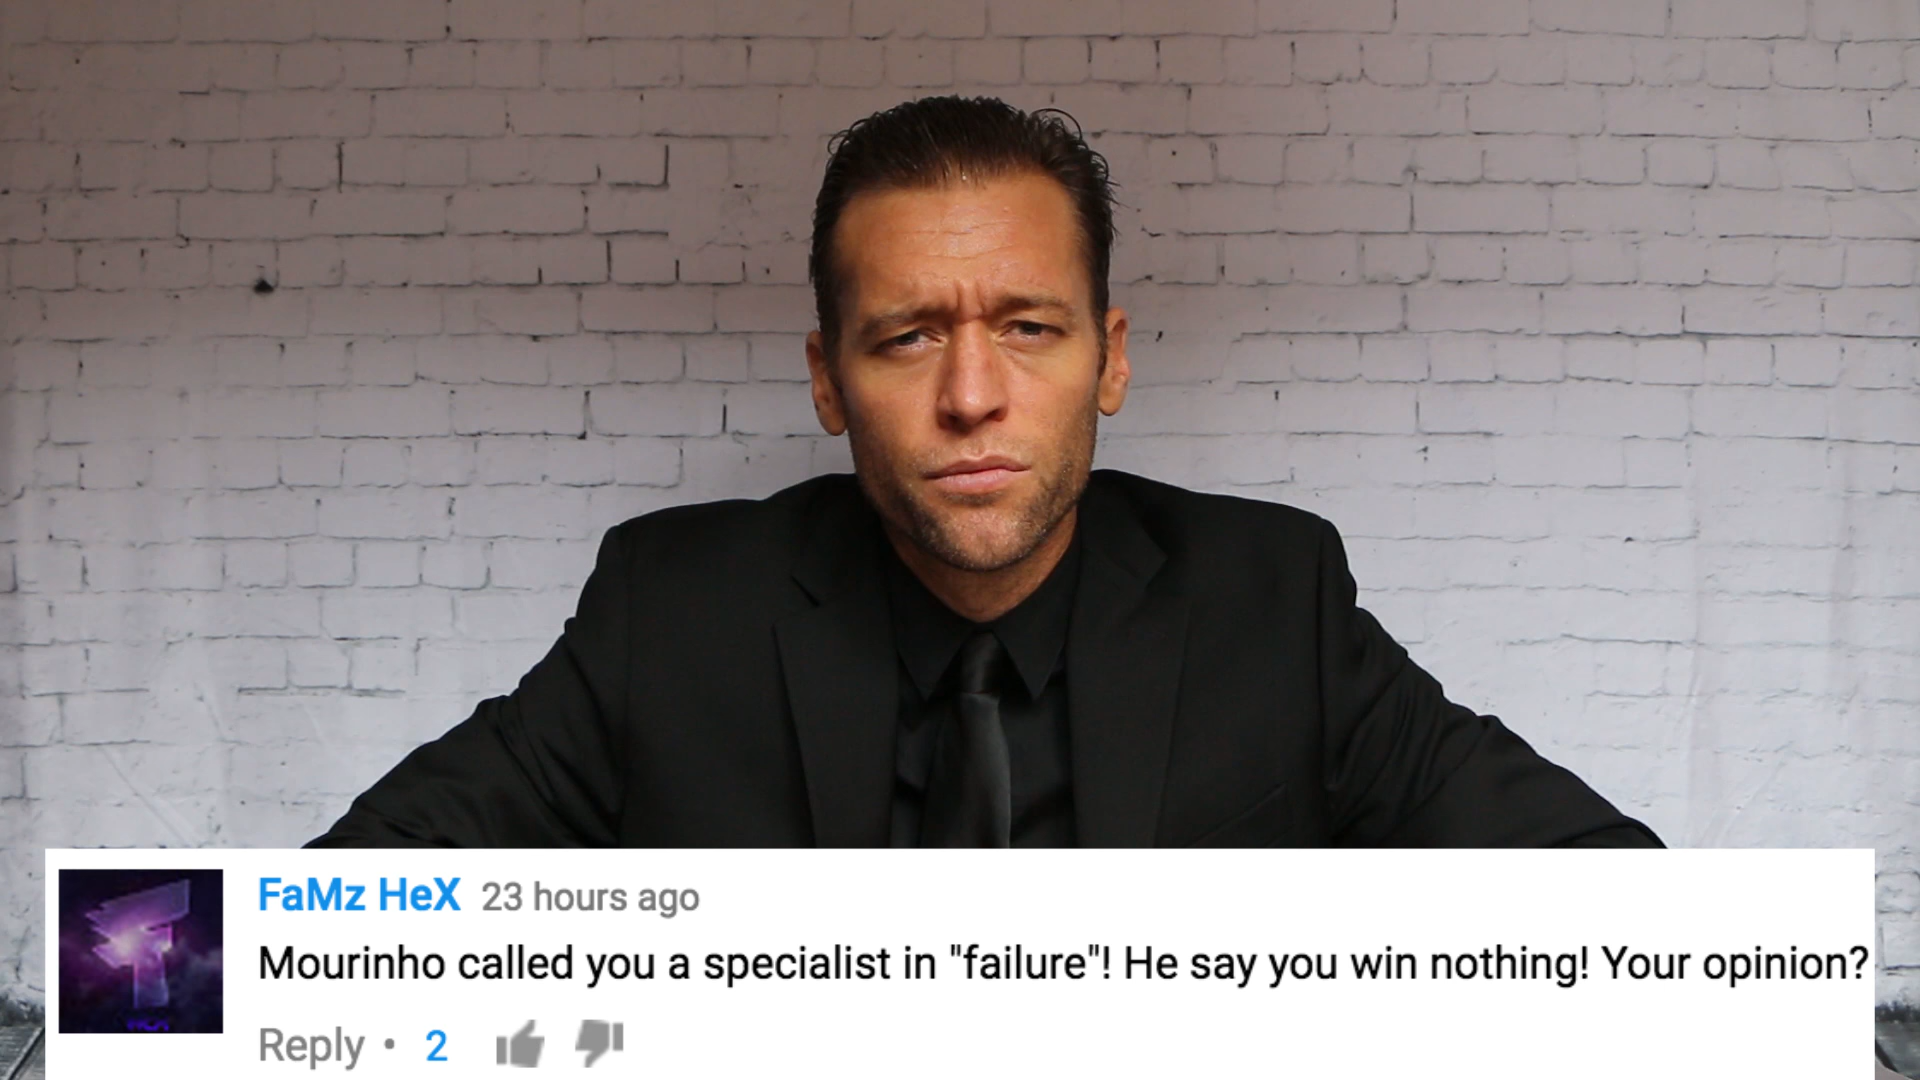 FaMz HeX 23 hours ago
Mourinho called you a specialist in "failure"! He say you win nothing! Your opinion?
Reply • 2